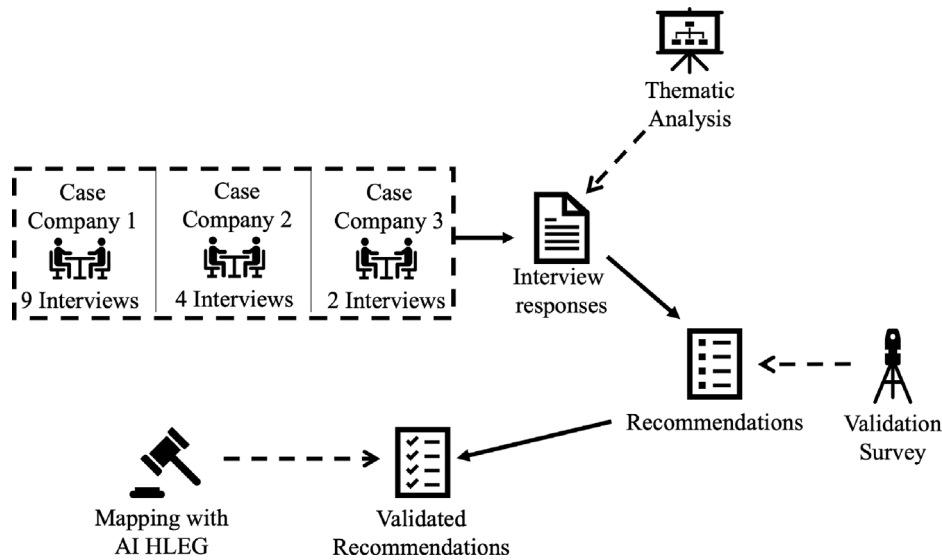 Thematic
Analysis
Case
Company 1
9 Interviews
Case
Company 2
4 Interviews
Case
Company 3
2 Interviews
Interview
responses
Recommendations
Validation
Survey
Mapping with
AI HLEG
Validated
Recommendations